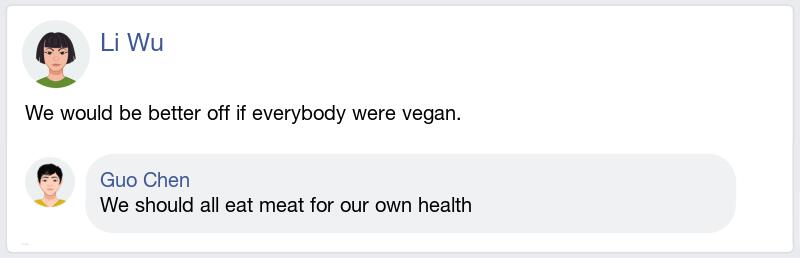 Li Wu
We would be better off if everybody were vegan.
Guo Chen
We should all eat meat for our own health